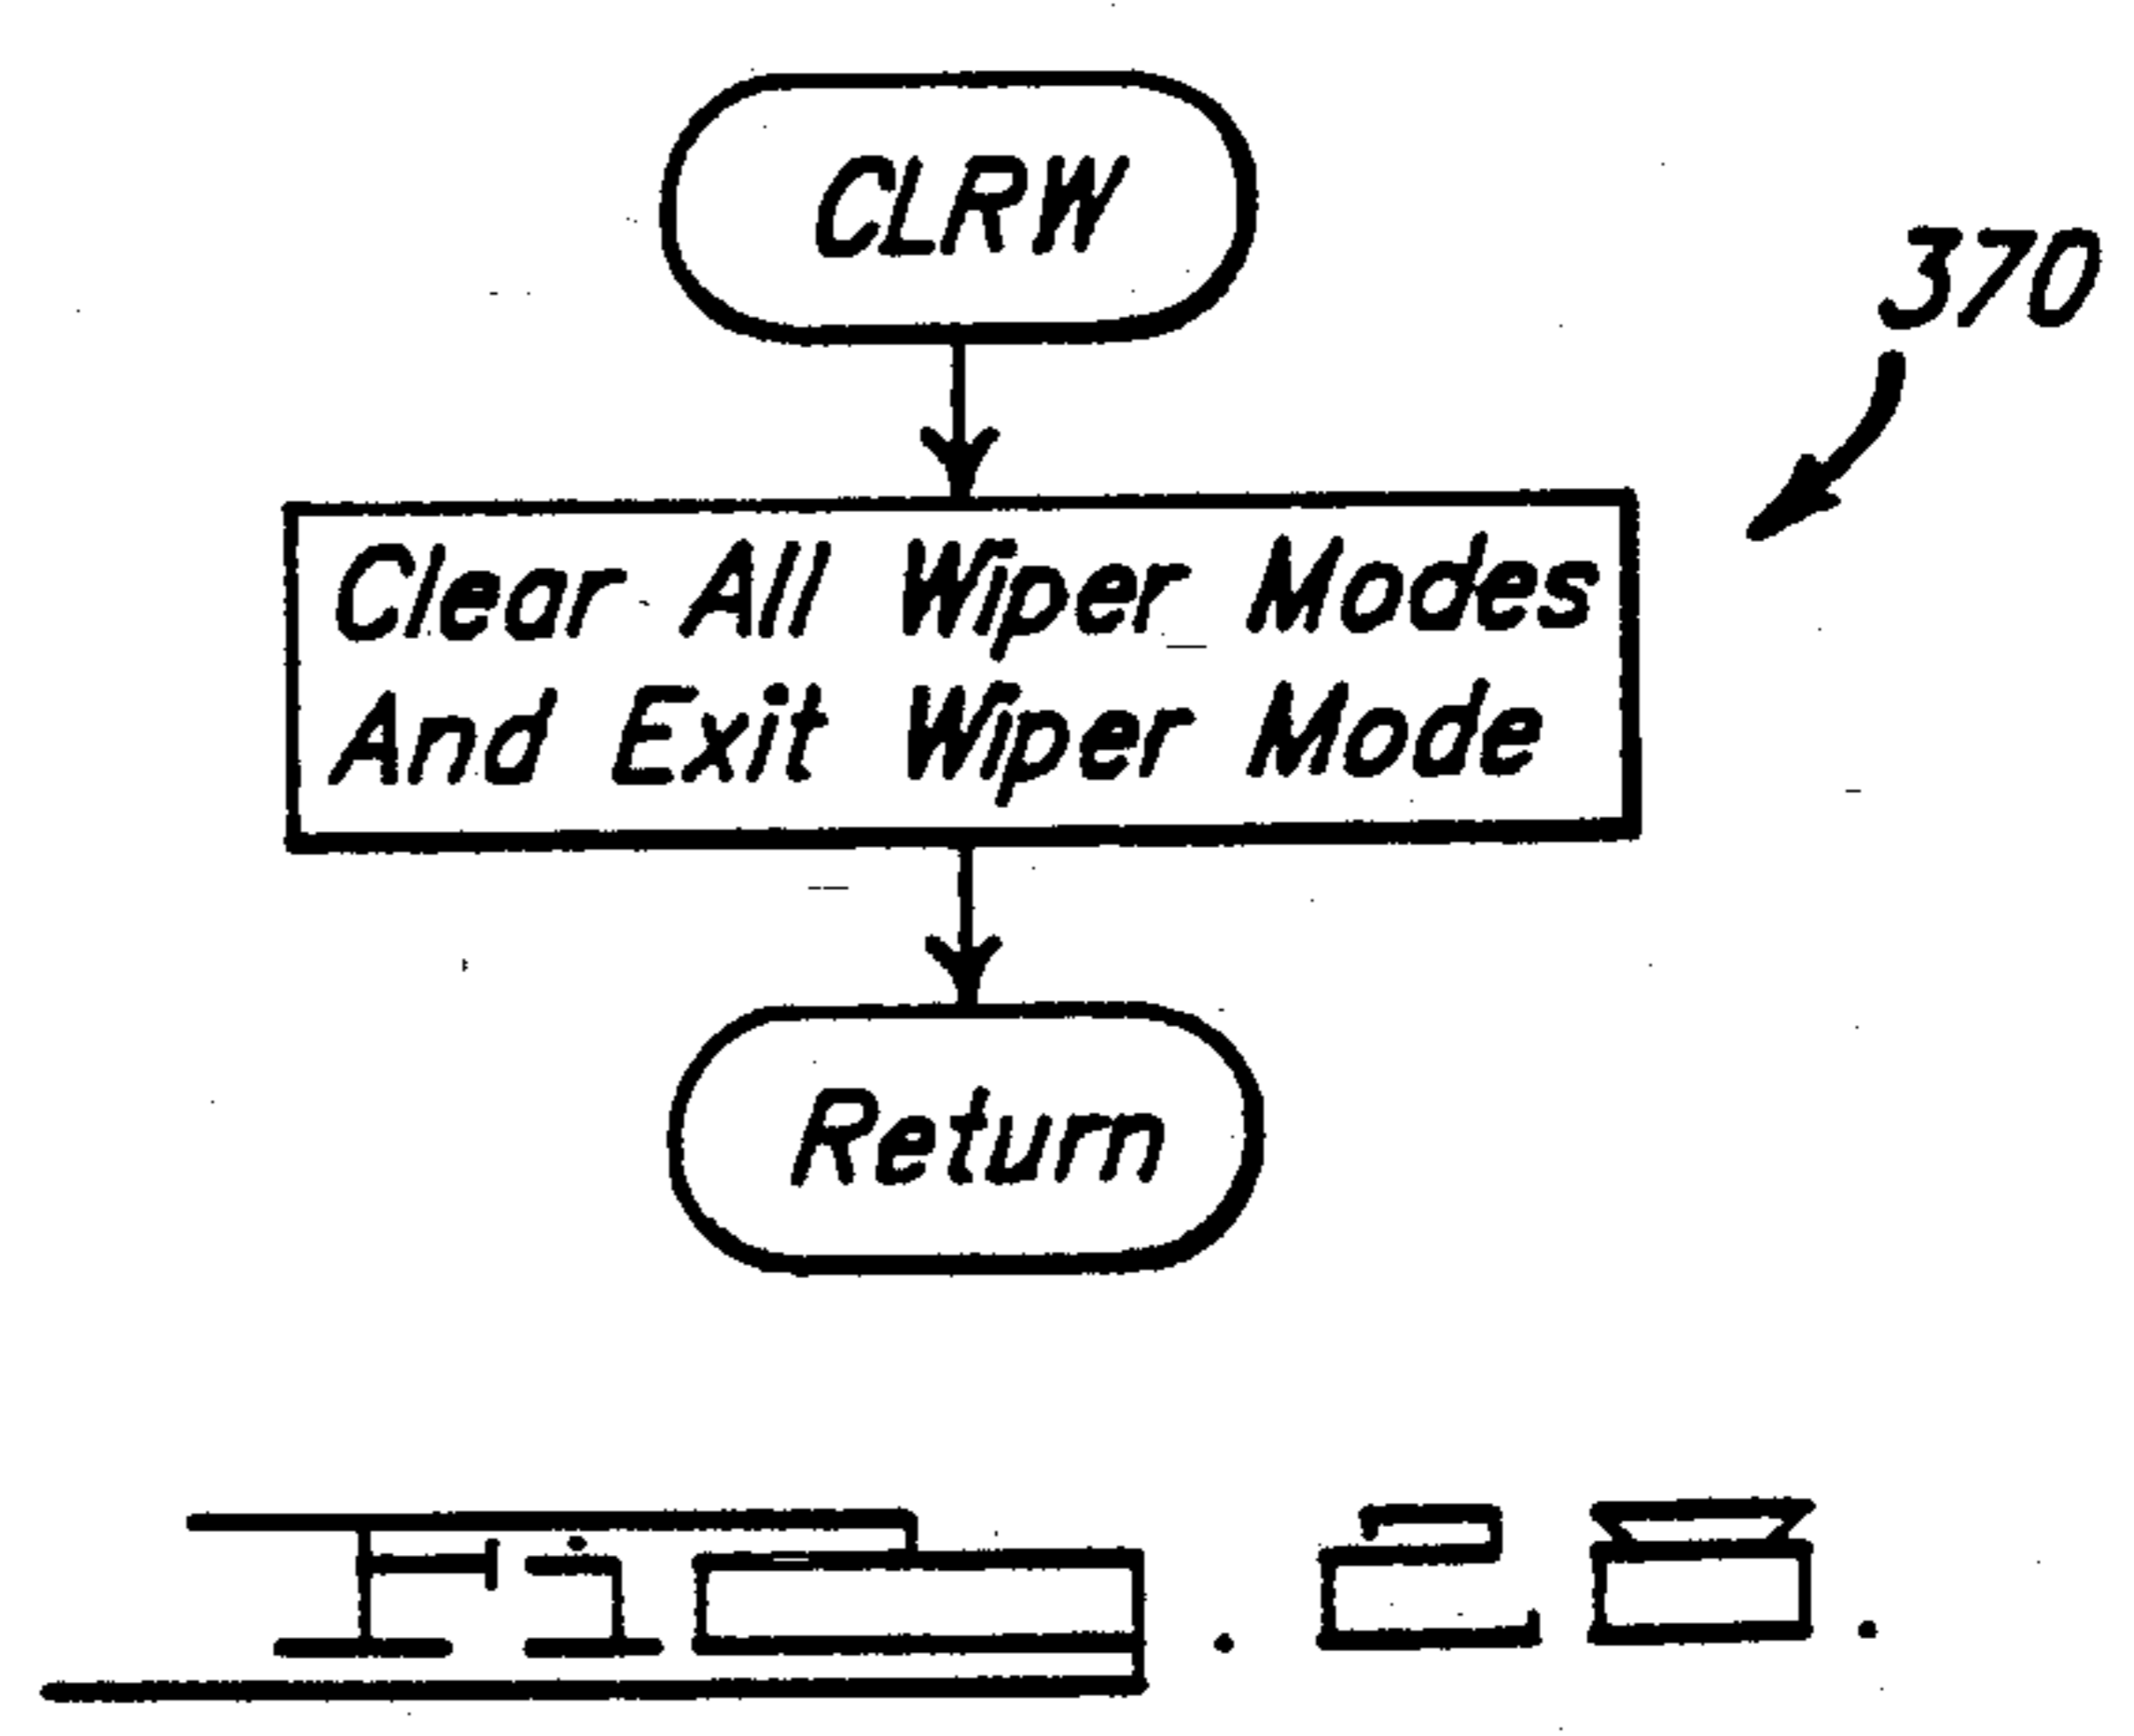 CLRW
370
Clear All Wiper Modes
And Exit Wiper Mode
Return
Fig. 28.